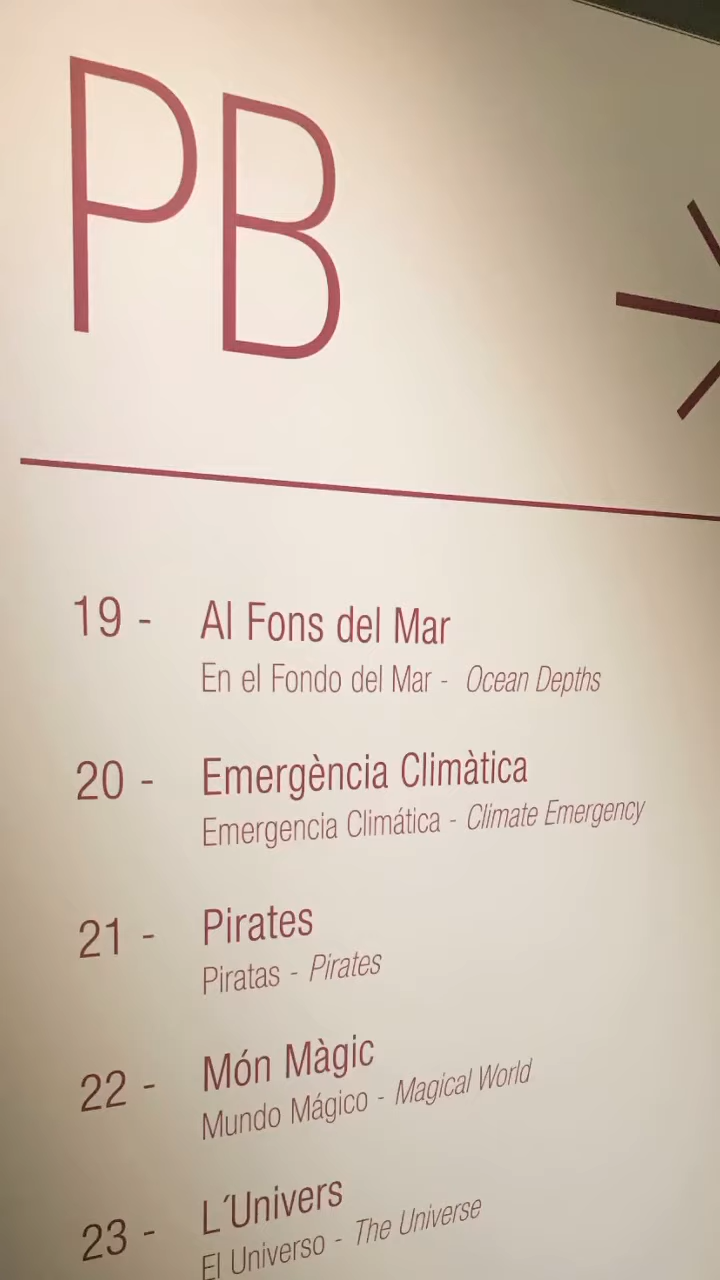 PB
19 - Al Fons del Mar
En el Fondo del Mar - Ocean Depths
20 - Emergència Climàtica
Emergencia Climática - Climate Emergency
21 - Pirates
Piratas - Pirates
22 - Món Màgic
Mundo Mágico - Magical World
23 - L´Univers
El Universo - The Universe